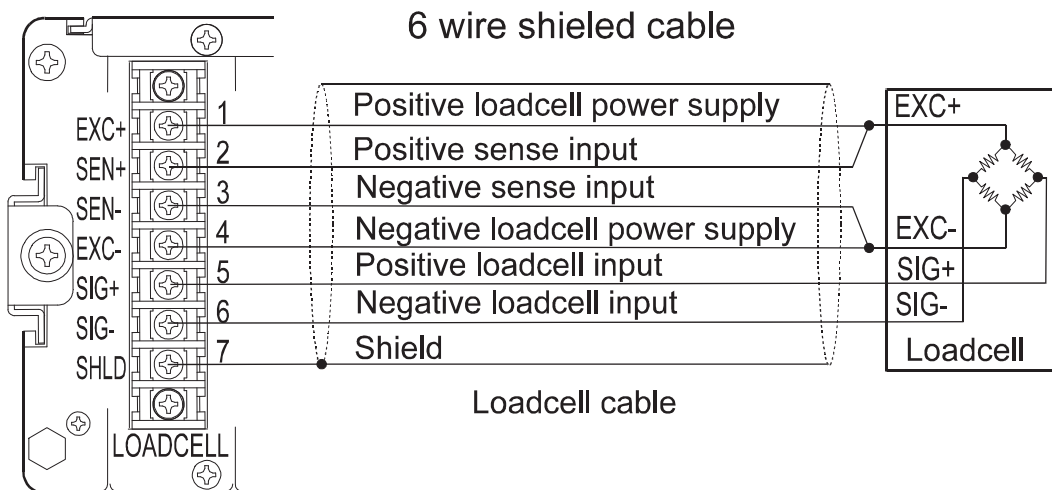 6 wire shielded cable
EXC+ 1 Positive loadcell power supply EXC+
SEN+ 2 Positive sense input
SEN- 3 Negative sense input
EXC- 4 Negative loadcell power supply EXC-
SIG+ 5 Positive loadcell input SIG+
SIG- 6 Negative loadcell input SIG-
SHLD 7 Shield Loadcell
Loadcell cable
LOADCELL